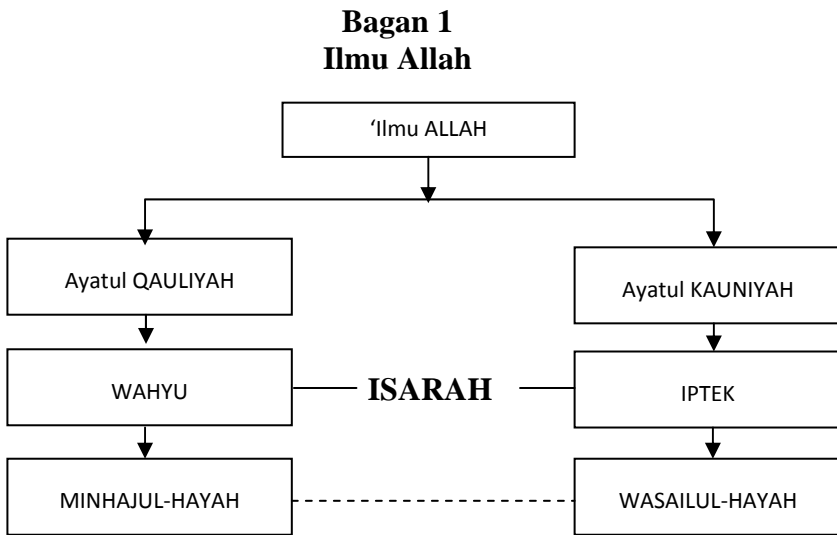 Bagan 1
Ilmu Allah
‘Ilmu ALLAH
Ayatul QAULIYAH
Ayatul KAUNIYAH
WAHYU
ISARAH
IPTEK
MINHAJUL-HAYAH
WASAILUL-HAYAH